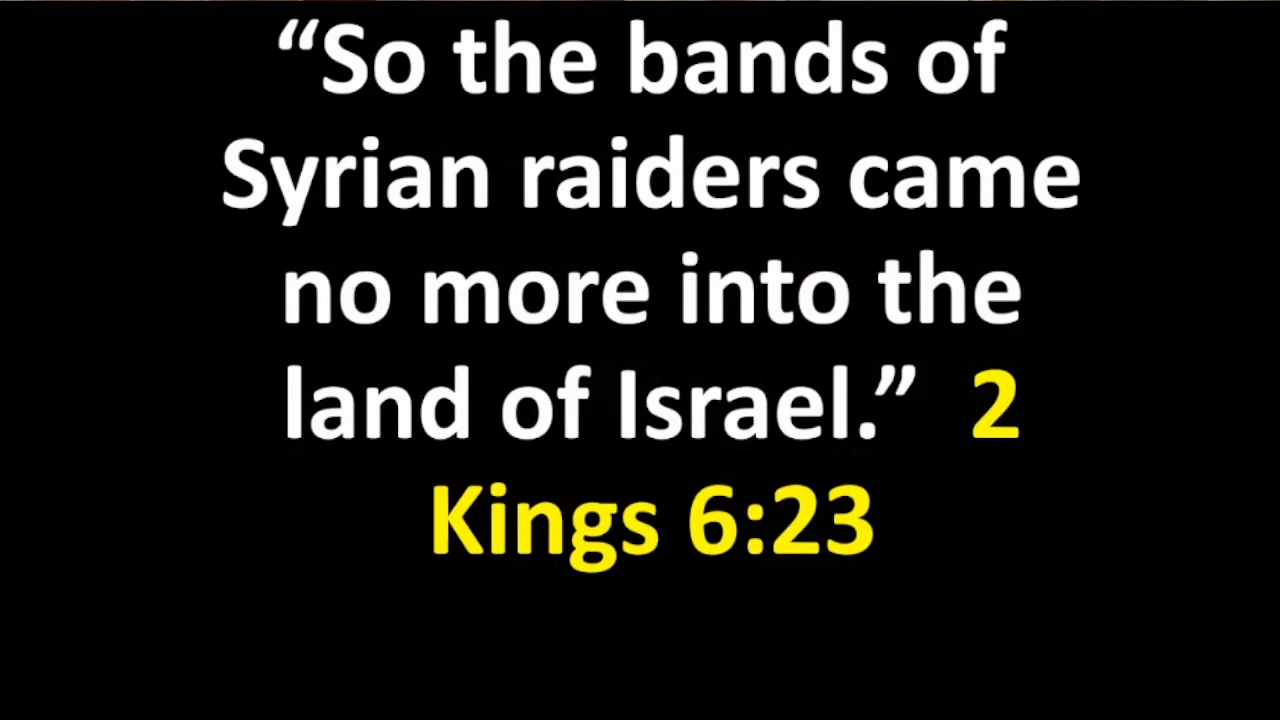 “So the bands of
Syrian raiders came
no more into the
land of Israel.” 2
Kings 6:23